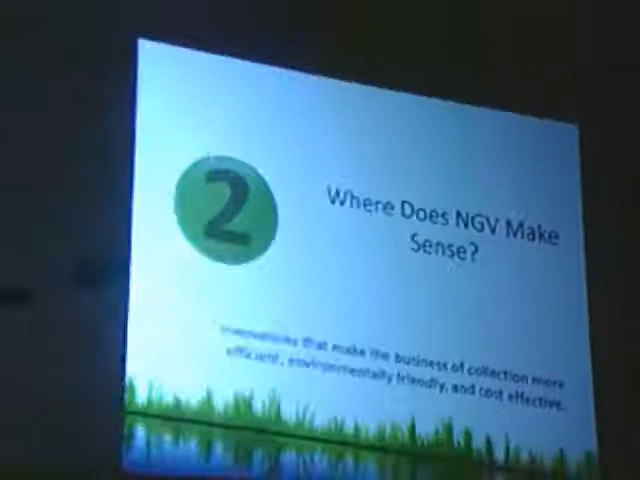 2
Where Does NGV Make
Sense?
Innovations that make the business of collection more
efficient, environmentally friendly, and cost effective.